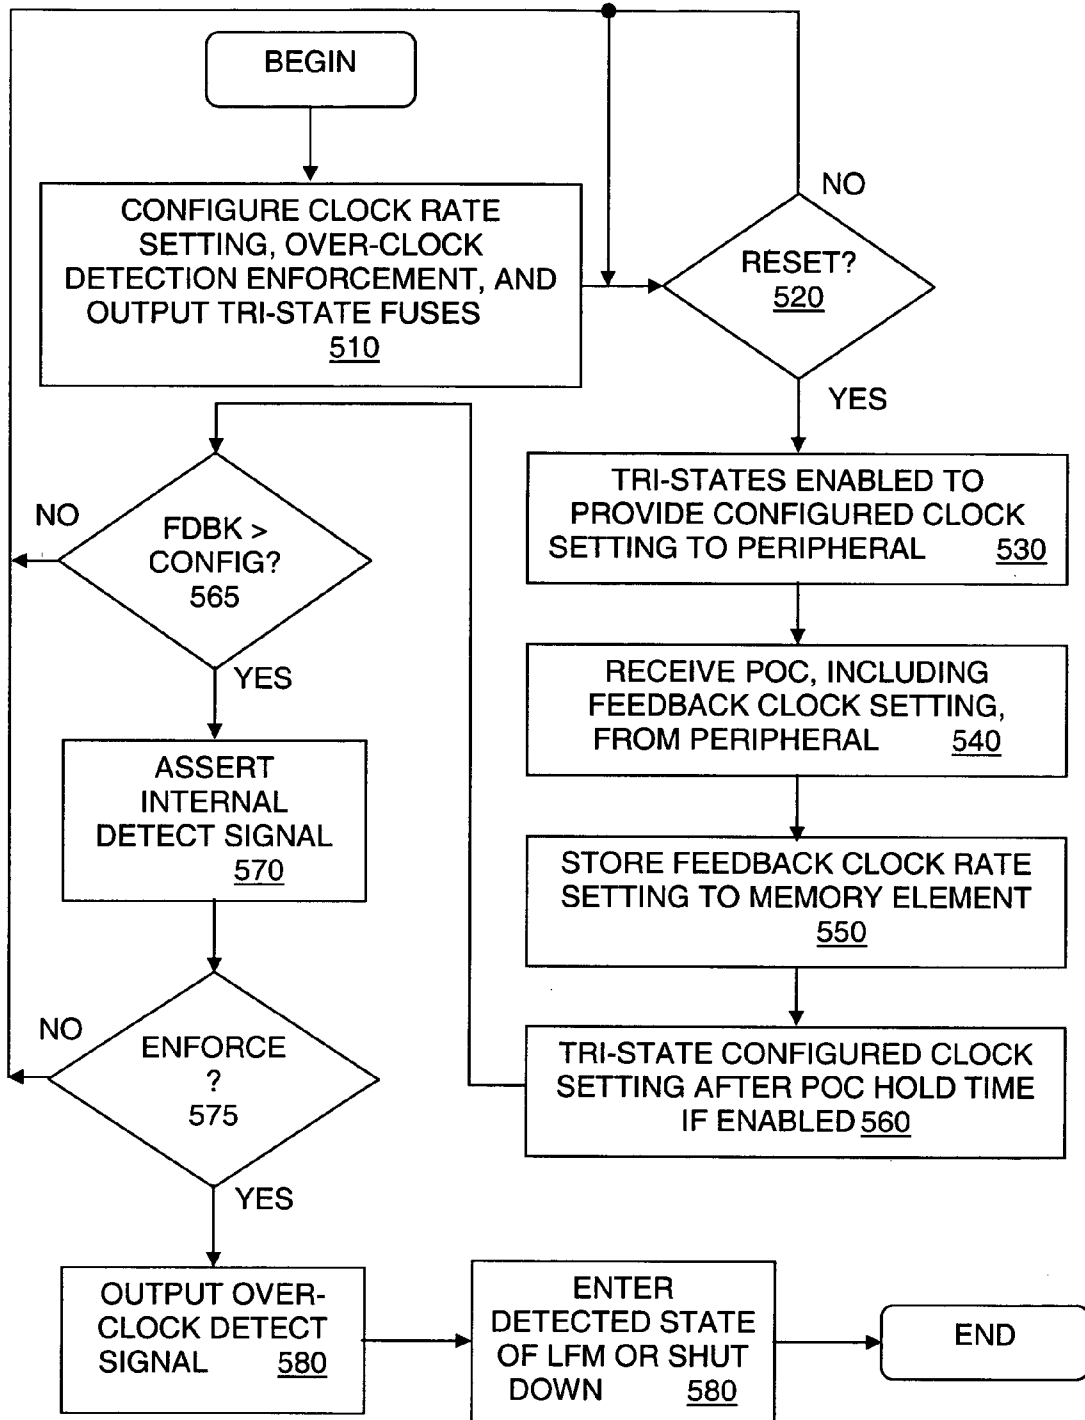 BEGIN
CONFIGURE CLOCK RATE
SETTING, OVER-CLOCK
DETECTION ENFORCEMENT, AND
OUTPUT TRI-STATE FUSES
510
NO
RESET?
520
YES
TRI-STATES ENABLED TO
PROVIDE CONFIGURED CLOCK
SETTING TO PERIPHERAL 530
RECEIVE POC, INCLUDING
FEEDBACK CLOCK SETTING,
FROM PERIPHERAL 540
STORE FEEDBACK CLOCK RATE
SETTING TO MEMORY ELEMENT
550
TRI-STATE CONFIGURED CLOCK
SETTING AFTER POC HOLD TIME
IF ENABLED 560
NO
FDBK >
CONFIG?
565
YES
ASSERT
INTERNAL
DETECT SIGNAL
570
NO
ENFORCE
?
575
YES
OUTPUT OVER-
CLOCK DETECT
SIGNAL 580
ENTER
DETECTED STATE
OF LFM OR SHUT
DOWN 580
END